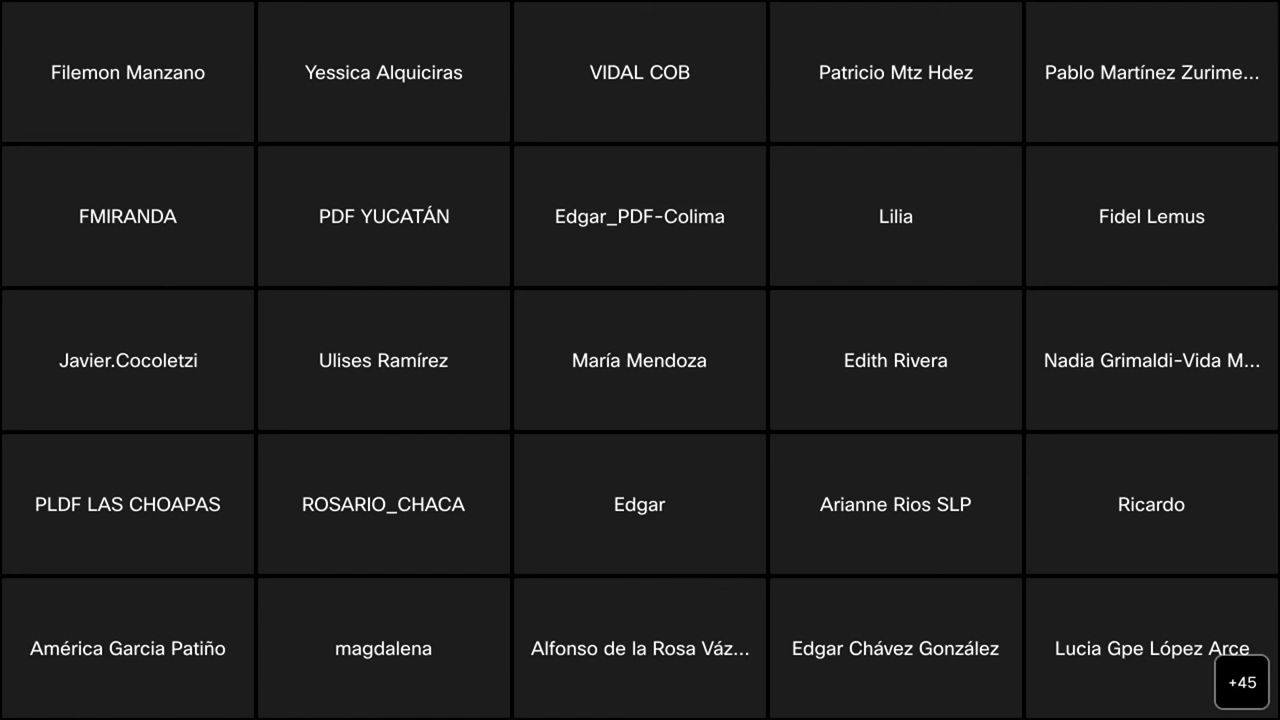 Filemon Manzano
Yessica Alquiciras
VIDAL COB
Patricio Mtz Hdez
Pablo Martínez Zurime...
FMIRANDA
PDF YUCATÁN
Edgar_PDF-Colima
Lilia
Fidel Lemus
Javier.Cocoletzi
Ulises Ramírez
María Mendoza
Edith Rivera
Nadia Grimaldi-Vida M...
PLDF LAS CHOAPAS
ROSARIO_CHACA
Edgar
Arianne Rios SLP
Ricardo
América Garcia Patiño
magdalena
Alfonso de la Rosa Váz...
Edgar Chávez González
Lucia Gpe López Arce
+45